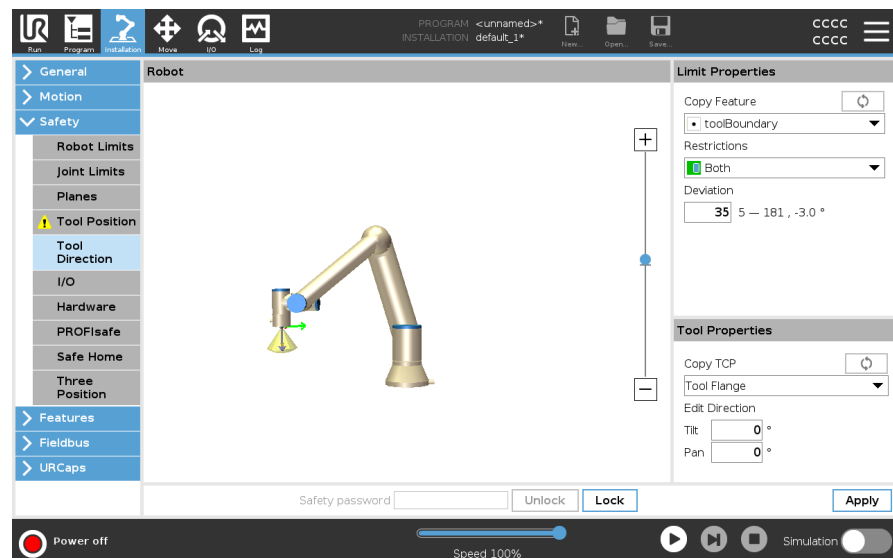 PROGRAM <unnamed>*
INSTALLATION default_1*
Run
Program
Installation
Move
I/O
Log
New...
Open...
Save...
CCCC
CCCC
General
Motion
Safety
Robot Limits
Joint Limits
Planes
Tool Position
Tool
Direction
I/O
Hardware
PROFIsafe
Safe Home
Three
Position
Features
Fieldbus
URCaps
Robot
Limit Properties
Copy Feature
toolBoundary
Restrictions
Both
Deviation
35 5 — 181 , -3.0 °
Tool Properties
Copy TCP
Tool Flange
Edit Direction
Tilt 0 °
Pan 0 °
Safety password
Unlock
Lock
Apply
Power off
Speed 100%
Simulation